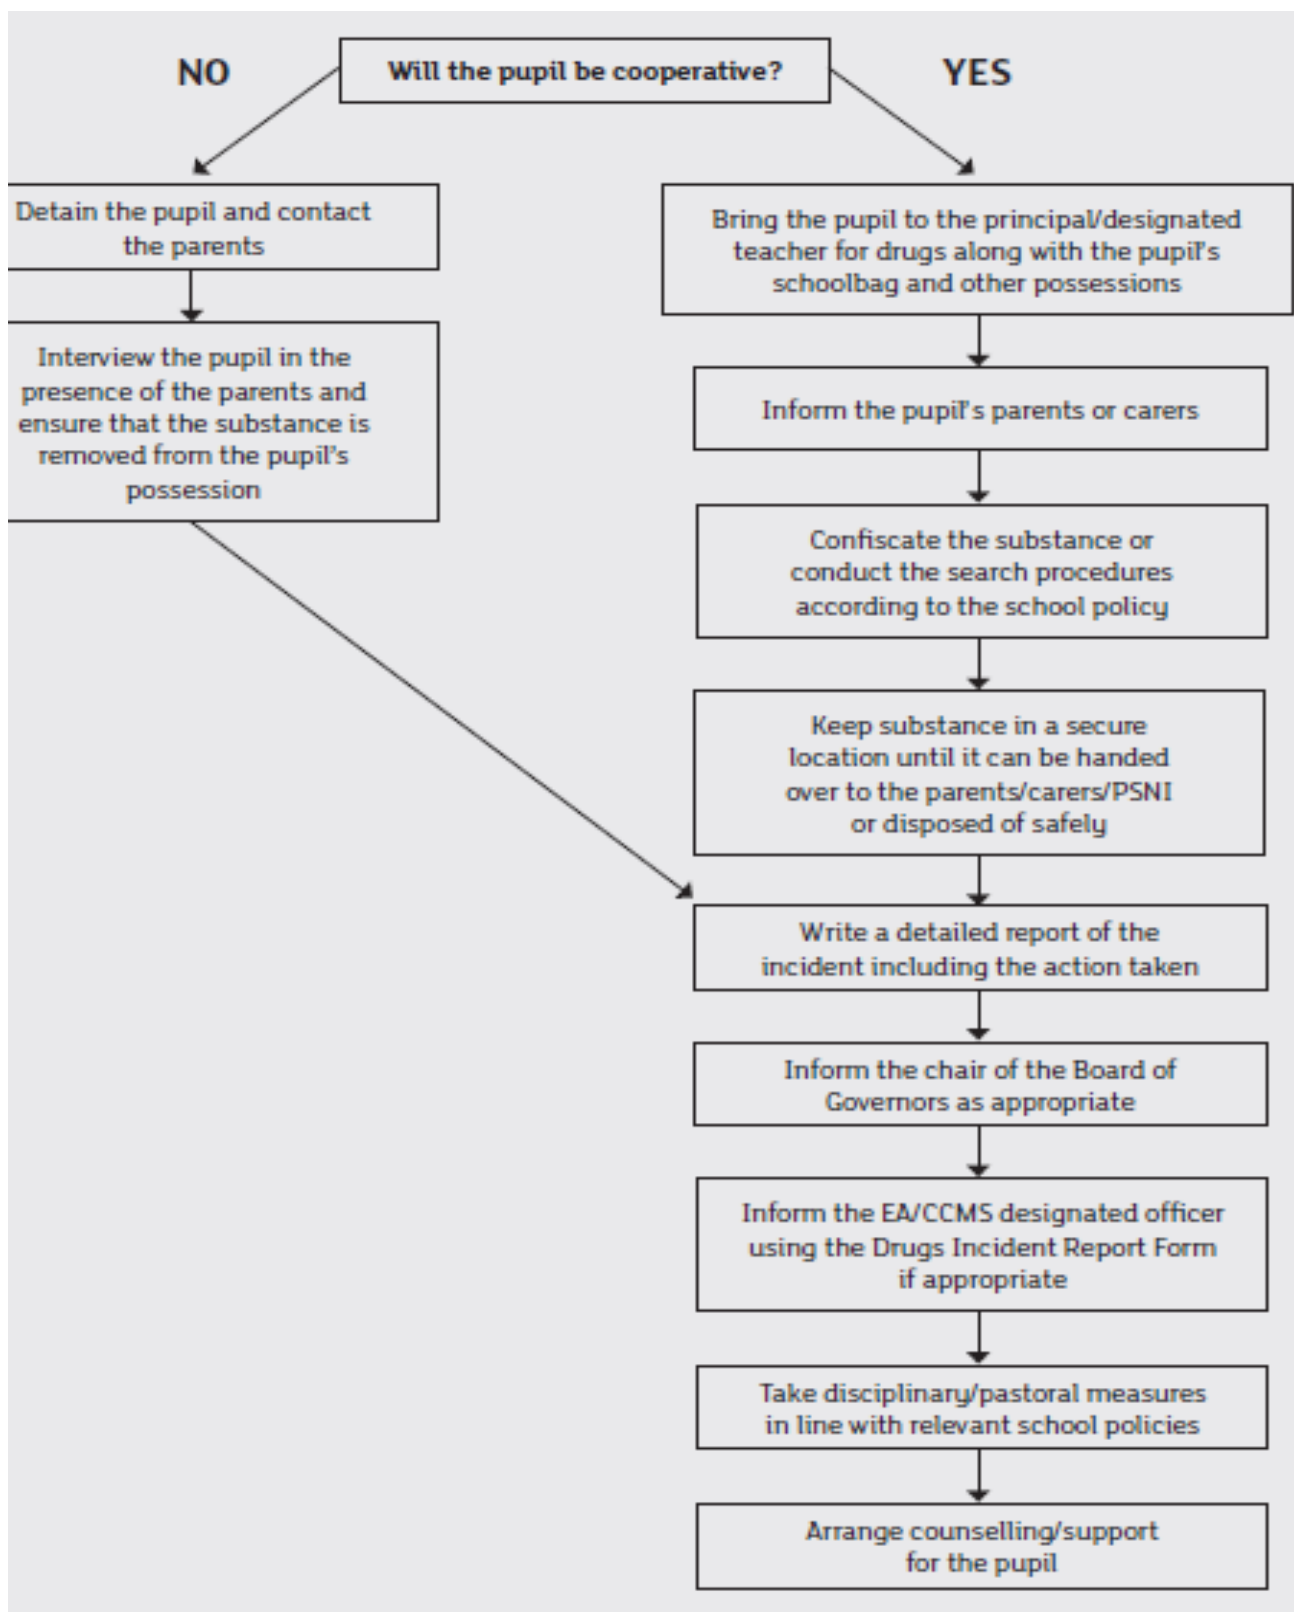 NO
Will the pupil be cooperative?
YES
Detain the pupil and contact
the parents
Interview the pupil in the
presence of the parents and
ensure that the substance is
removed from the pupil's
possession
Bring the pupil to the principal/designated
teacher for drugs along with the pupil's
schoolbag and other possessions
Inform the pupil's parents or carers
Confiscate the substance or
conduct the search procedures
according to the school policy
Keep substance in a secure
location until it can be handed
over to the parents/carers/PSNI
or disposed of safely
Write a detailed report of the
incident including the action taken
Inform the chair of the Board of
Governors as appropriate
Inform the EA/CCMS designated officer
using the Drugs Incident Report Form
if appropriate
Take disciplinary/pastoral measures
in line with relevant school policies
Arrange counselling/support
for the pupil